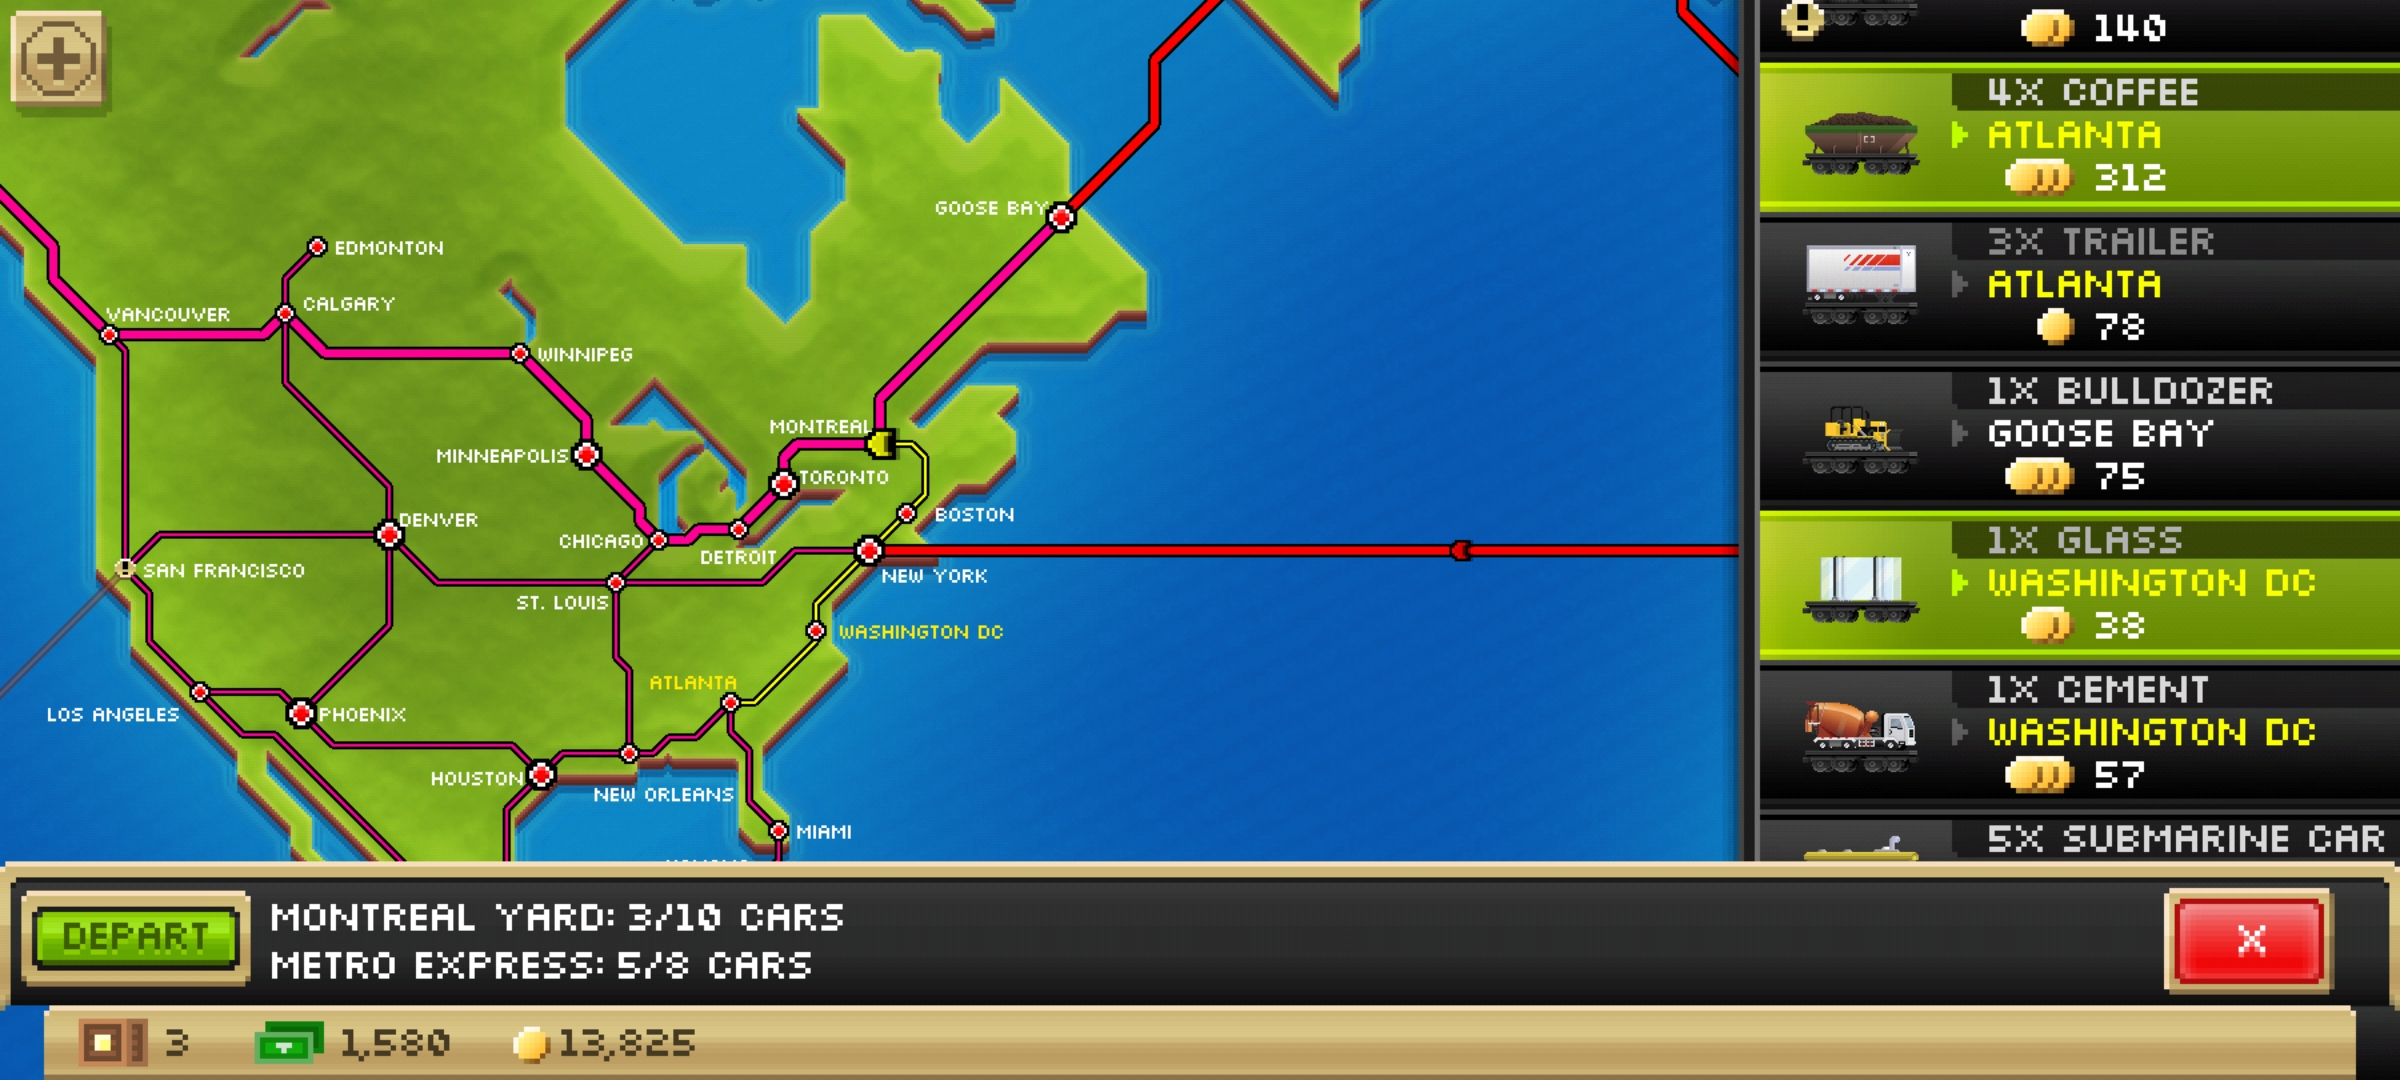 140
4X COFFEE
ATLANTA
312
3X TRAILER
ATLANTA
78
1X BULLDOZER
GOOSE BAY
75
1X GLASS
WASHINGTON DC
38
1X CEMENT
WASHINGTON DC
57
5X SUBMARINE CAR
GOOSE BAY
EDMONTON
CALGARY
VANCOUVER
WINNIPEG
MONTREAL
MINNEAPOLIS
TORONTO
BOSTON
DENVER
CHICAGO
DETROIT
SAN FRANCISCO
NEW YORK
ST. LOUIS
WASHINGTON DC
ATLANTA
LOS ANGELES
PHOENIX
HOUSTON
NEW ORLEANS
MIAMI
DEPART
MONTREAL YARD: 3/10 CARS
METRO EXPRESS: 5/8 CARS
X
3
1,580
13,825